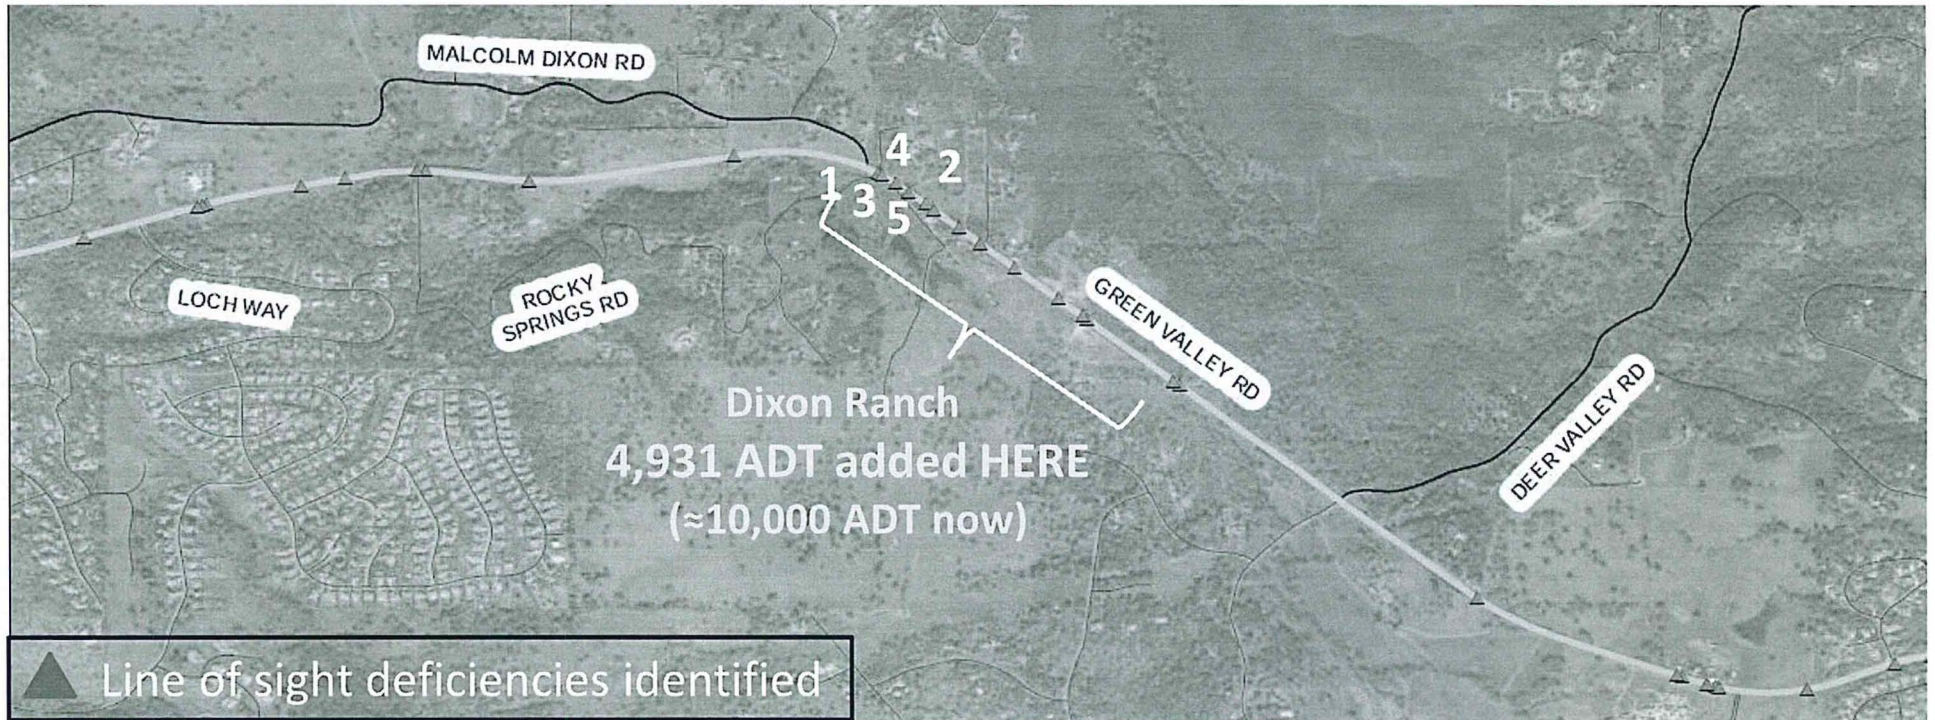 MALCOLM DIXON RD
4
2
1
3
5
LOCH WAY
ROCKY
SPRINGS RD
GREEN VALLEY RD
DEER VALLEY RD
Dixon Ranch
4,931 ADT added HERE
(≈10,000 ADT now)
Line of sight deficiencies identified